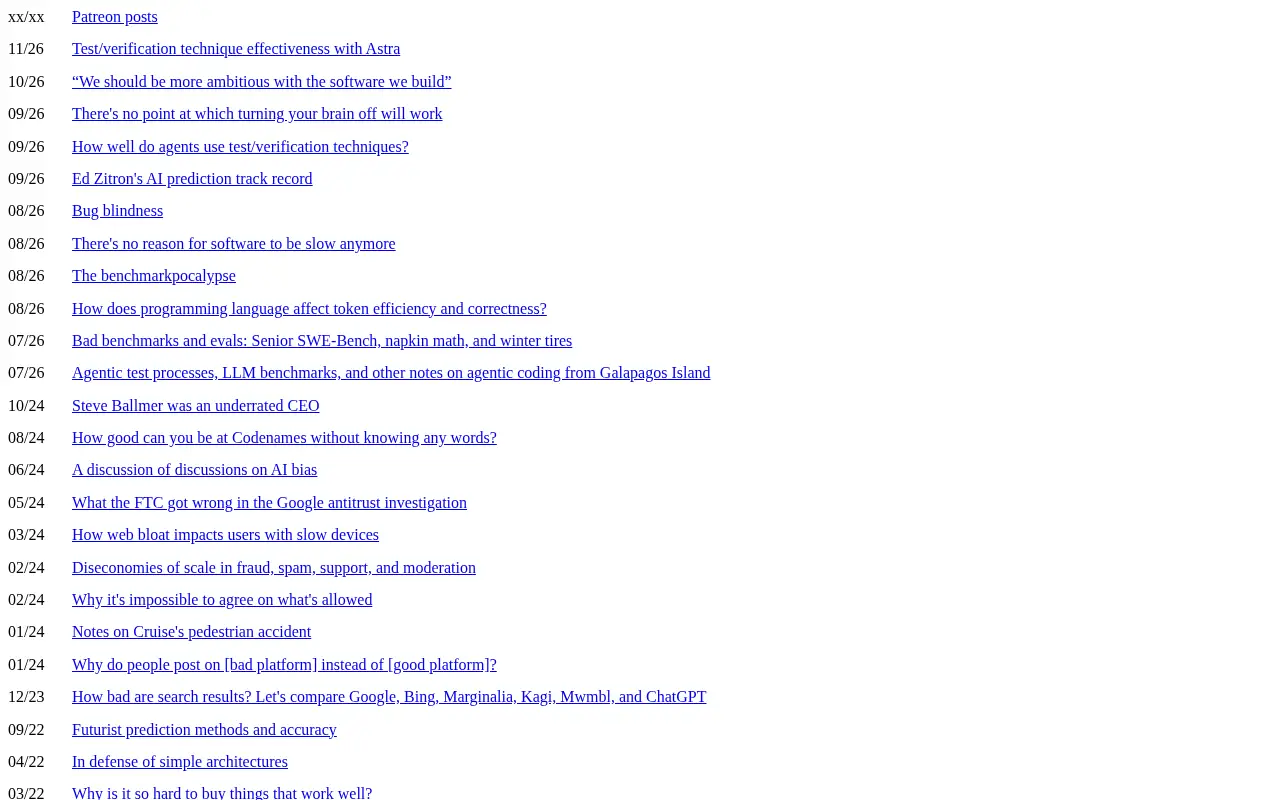 xx/xx Patreon posts
11/26 Test/verification technique effectiveness with Astra
10/26 “We should be more ambitious with the software we build”
09/26 There's no point at which turning your brain off will work
09/26 How well do agents use test/verification techniques?
09/26 Ed Zitron's AI prediction track record
08/26 Bug blindness
08/26 There's no reason for software to be slow anymore
08/26 The benchmarkpocalypse
08/26 How does programming language affect token efficiency and correctness?
07/26 Bad benchmarks and evals: Senior SWE-Bench, napkin math, and winter tires
07/26 Agentic test processes, LLM benchmarks, and other notes on agentic coding from Galapagos Island
10/24 Steve Ballmer was an underrated CEO
08/24 How good can you be at Codenames without knowing any words?
06/24 A discussion of discussions on AI bias
05/24 What the FTC got wrong in the Google antitrust investigation
03/24 How web bloat impacts users with slow devices
02/24 Diseconomies of scale in fraud, spam, support, and moderation
02/24 Why it's impossible to agree on what's allowed
01/24 Notes on Cruise's pedestrian accident
01/24 Why do people post on [bad platform] instead of [good platform]?
12/23 How bad are search results? Let's compare Google, Bing, Marginalia, Kagi, Mwmbl, and ChatGPT
09/22 Futurist prediction methods and accuracy
04/22 In defense of simple architectures
03/22 Why is it so hard to buy things that work well?